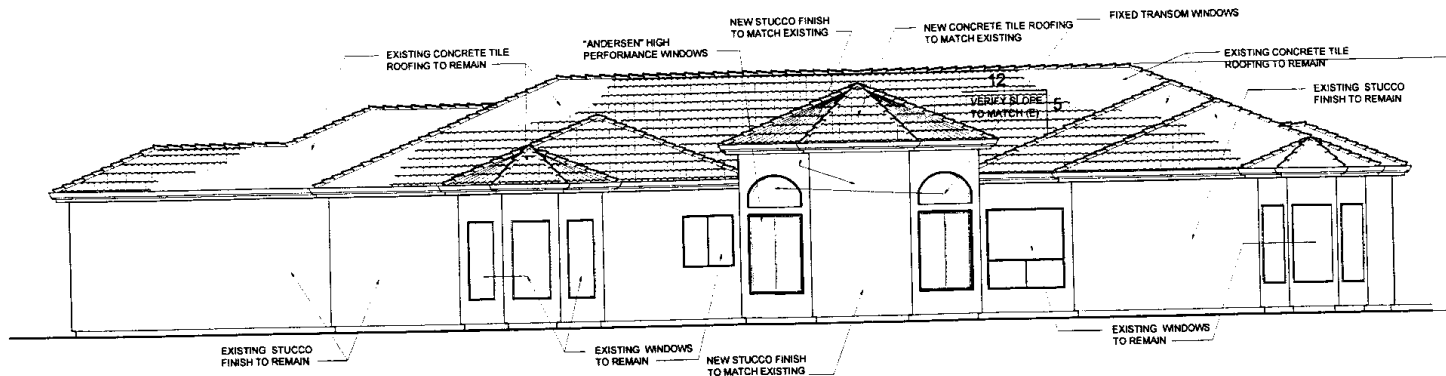 NEW STUCCO FINISH
TO MATCH EXISTING
FIXED TRANSOM WINDOWS
NEW CONCRETE TILE ROOFING
TO MATCH EXISTING
"ANDERSEN" HIGH
PERFORMANCE WINDOWS
EXISTING CONCRETE TILE
ROOFING TO REMAIN
EXISTING CONCRETE TILE
ROOFING TO REMAIN
12
VERIFY SLOPE
TO MATCH (E)
5
EXISTING STUCCO
FINISH TO REMAIN
EXISTING STUCCO
FINISH TO REMAIN
EXISTING WINDOWS
TO REMAIN
NEW STUCCO FINISH
TO MATCH EXISTING
EXISTING WINDOWS
TO REMAIN